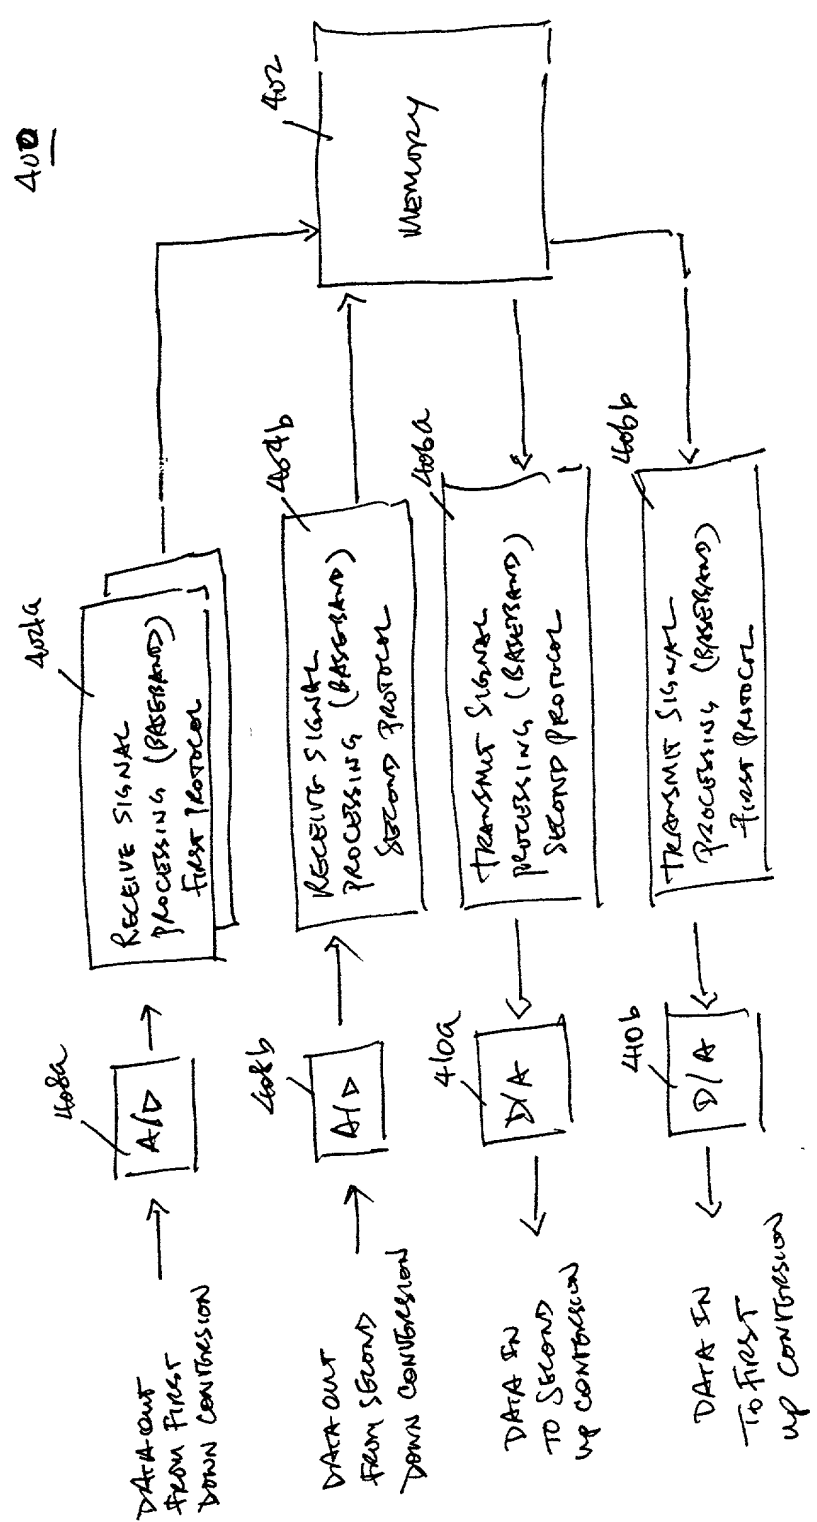 400
DATA OUT
FROM FIRST
DOWN CONVERSION
408a
A/D
404a
RECEIVE SIGNAL
PROCESSING (BASEBAND)
FIRST PROTOCOL
402
MEMORY
DATA OUT
FROM SECOND
DOWN CONVERSION
408b
A/D
404b
RECEIVE SIGNAL
PROCESSING (BASEBAND)
SECOND PROTOCOL
DATA IN
TO SECOND
UP CONVERSION
410a
D/A
406a
TRANSMIT SIGNAL
PROCESSING (BASEBAND)
SECOND PROTOCOL
DATA IN
TO FIRST
UP CONVERSION
410b
D/A
406b
TRANSMIT SIGNAL
PROCESSING (BASEBAND)
FIRST PROTOCOL